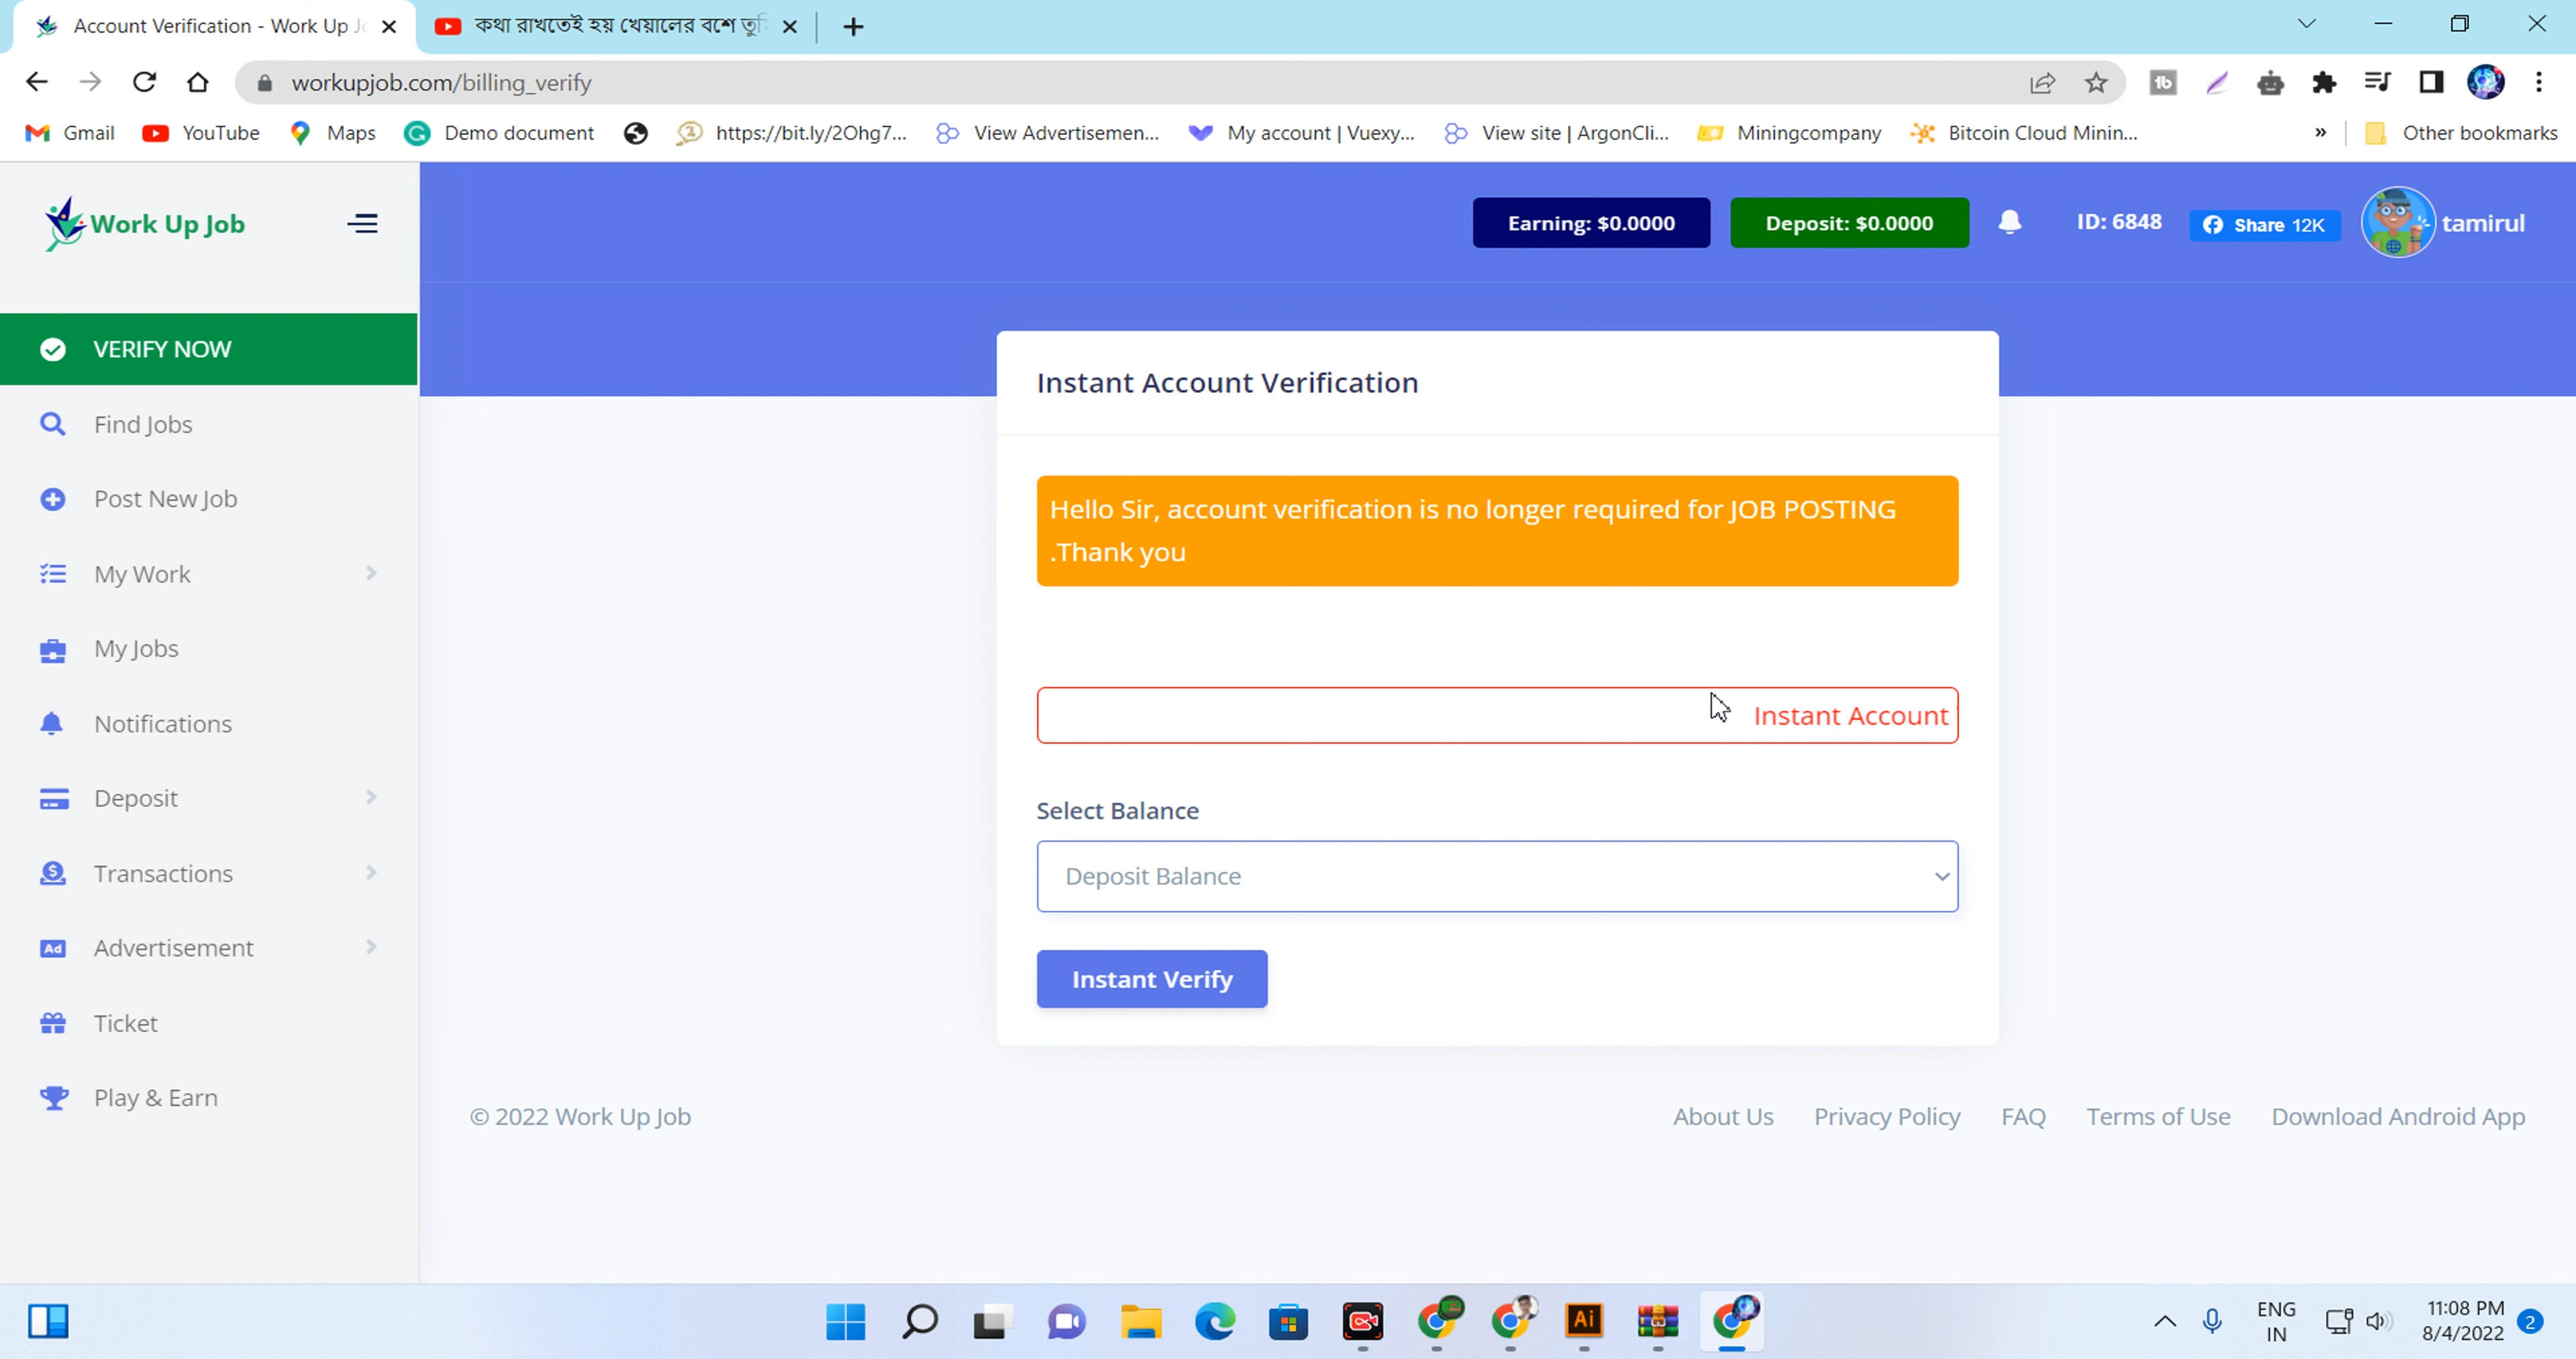 Account Verification - Work Up Jo
কথা রাখতেই হয় খেয়ালের বশে তুমি
workupjob.com/billing_verify
Gmail YouTube Maps Demo document https://bit.ly/2Ohg7... View Advertisemen... My account | Vuexy... View site | ArgonCli... Miningcompany Bitcoin Cloud Minin... » Other bookmarks
Work Up Job
Earning: $0.0000 Deposit: $0.0000 ID: 6848 Share 12K tamirul
VERIFY NOW
Find Jobs
Post New Job
My Work
My Jobs
Notifications
Deposit
Transactions
Ad Advertisement
Ticket
Play & Earn
Instant Account Verification
Hello Sir, account verification is no longer required for JOB POSTING
.Thank you
Instant Account
Select Balance
Deposit Balance
Instant Verify
© 2022 Work Up Job
About Us Privacy Policy FAQ Terms of Use Download Android App
Ai
ENG
IN
11:08 PM
8/4/2022
2